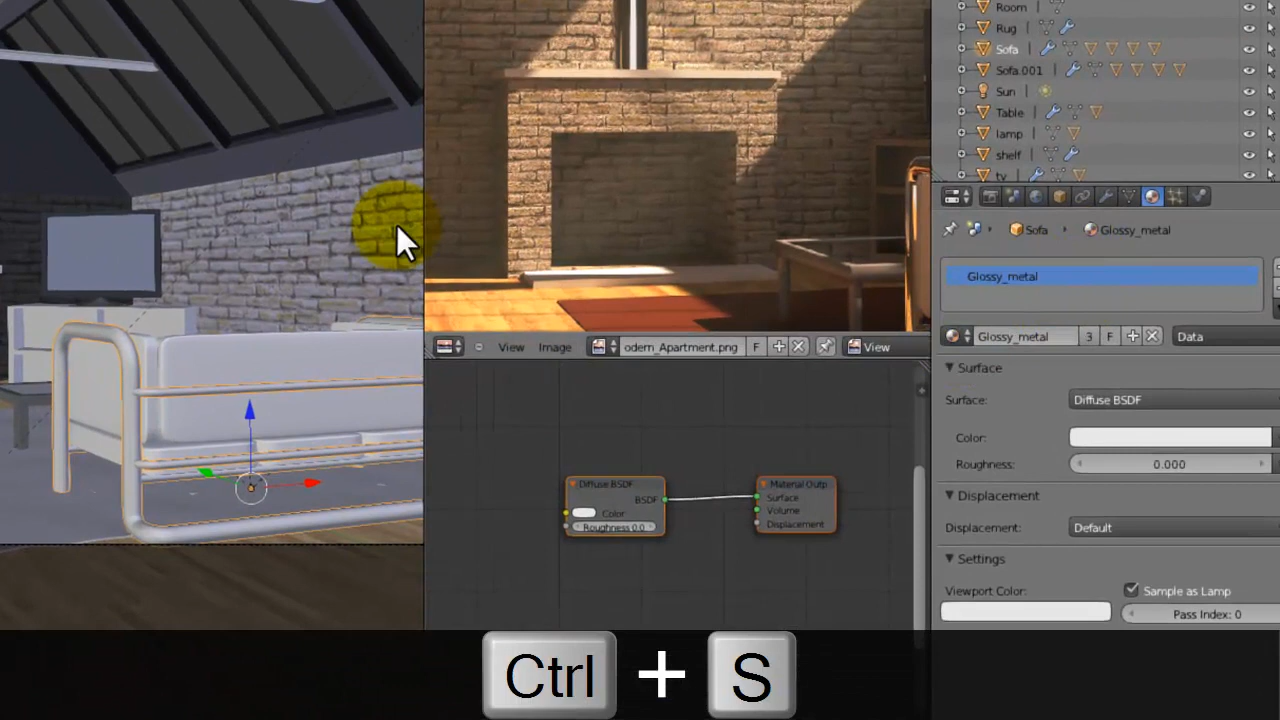 Room
Rug
Sofa
Sofa.001
Sun
Table
lamp
shelf
tv
Sofa
Glossy_metal
Glossy_metal
Glossy_metal
3
F
Data
Surface
Surface:
Diffuse BSDF
Color:
Roughness:
0.000
Displacement
Displacement:
Default
Settings
Viewport Color:
Sample as Lamp
Pass Index: 0
View
Image
odern_Apartment.png
F
View
Diffuse BSDF
BSDF
Color
Roughness 0.0
Material Outp
Surface
Volume
Displacement
Ctrl + S